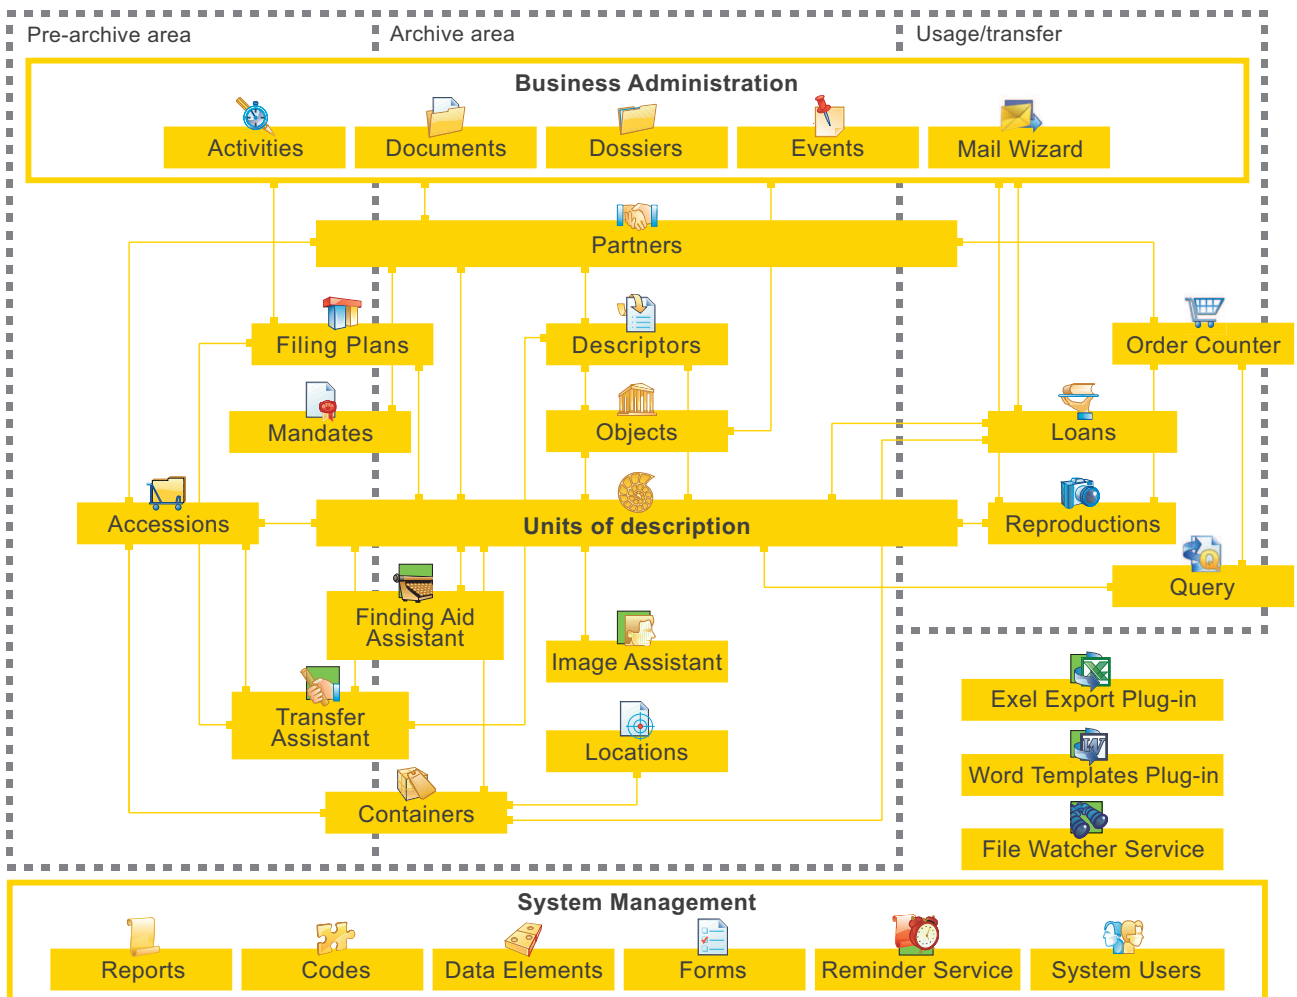 Pre-archive area
Archive area
Usage/transfer
Business Administration
Activities
Documents
Dossiers
Events
Mail Wizard
Partners
Filing Plans
Descriptors
Order Counter
Mandates
Objects
Loans
Accessions
Units of description
Reproductions
Query
Finding Aid
Assistant
Image Assistant
Exel Export Plug-in
Transfer
Assistant
Locations
Word Templates Plug-in
Containers
File Watcher Service
System Management
Reports
Codes
Data Elements
Forms
Reminder Service
System Users